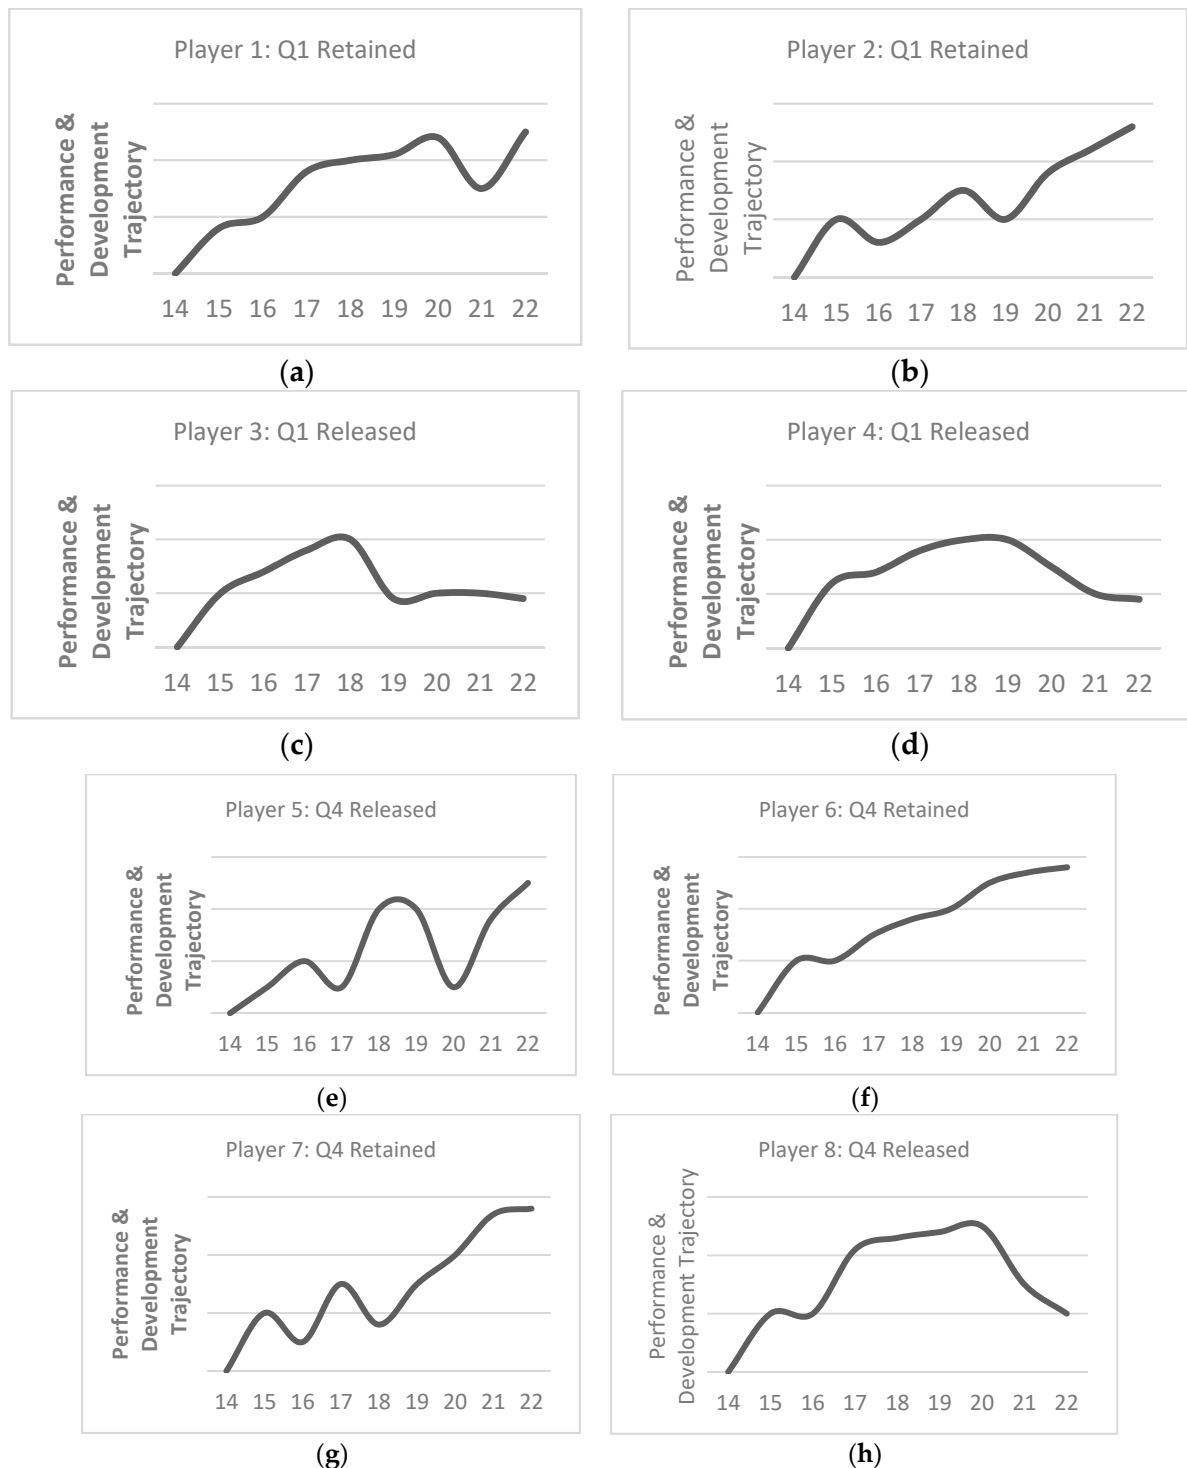 Player 1: Q1 Retained
Performance &
Development
Trajectory
14 15 16 17 18 19 20 21 22
(a)
Player 2: Q1 Retained
Performance &
Development
Trajectory
14 15 16 17 18 19 20 21 22
(b)
Player 3: Q1 Released
Performance &
Development
Trajectory
14 15 16 17 18 19 20 21 22
(c)
Player 4: Q1 Released
Performance &
Development
Trajectory
14 15 16 17 18 19 20 21 22
(d)
Player 5: Q4 Released
Performance &
Development
Trajectory
14 15 16 17 18 19 20 21 22
(e)
Player 6: Q4 Retained
Performance &
Development
Trajectory
14 15 16 17 18 19 20 21 22
(f)
Player 7: Q4 Retained
Performance &
Development
Trajectory
14 15 16 17 18 19 20 21 22
(g)
Player 8: Q4 Released
Performance &
Development Trajectory
14 15 16 17 18 19 20 21 22
(h)